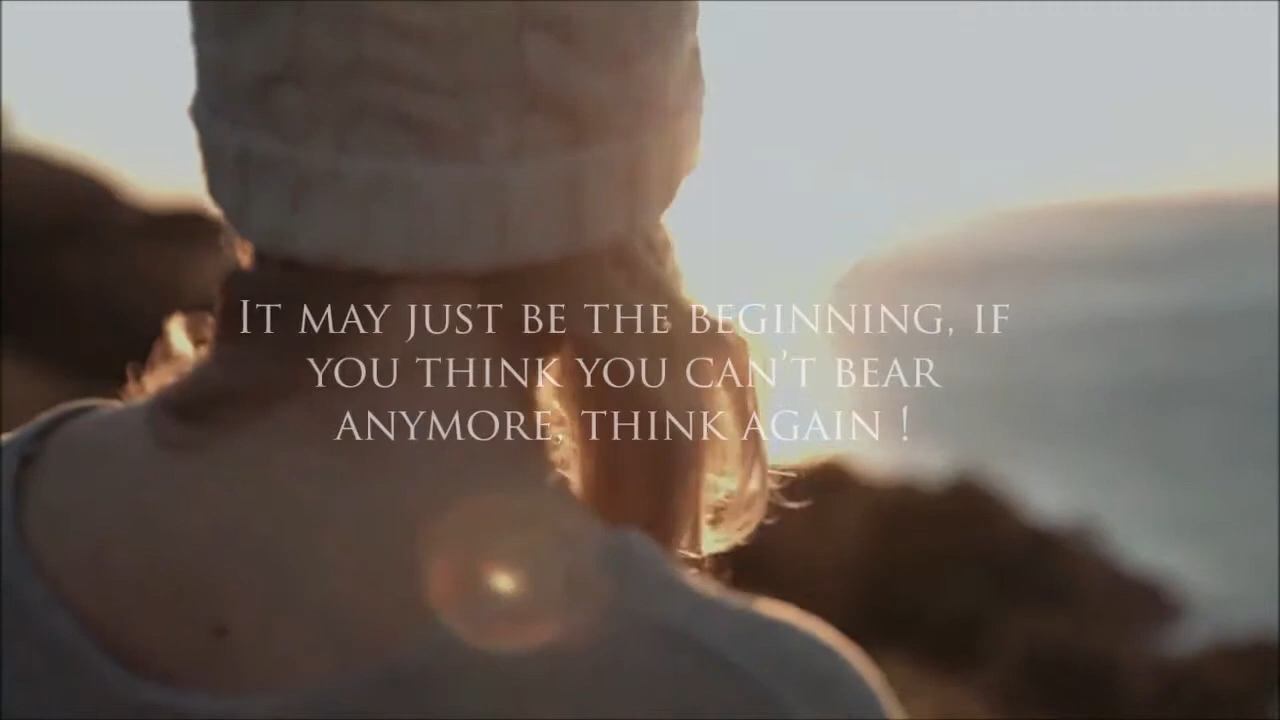 It may just be the beginning, if
you think you can't bear
anymore, think again !